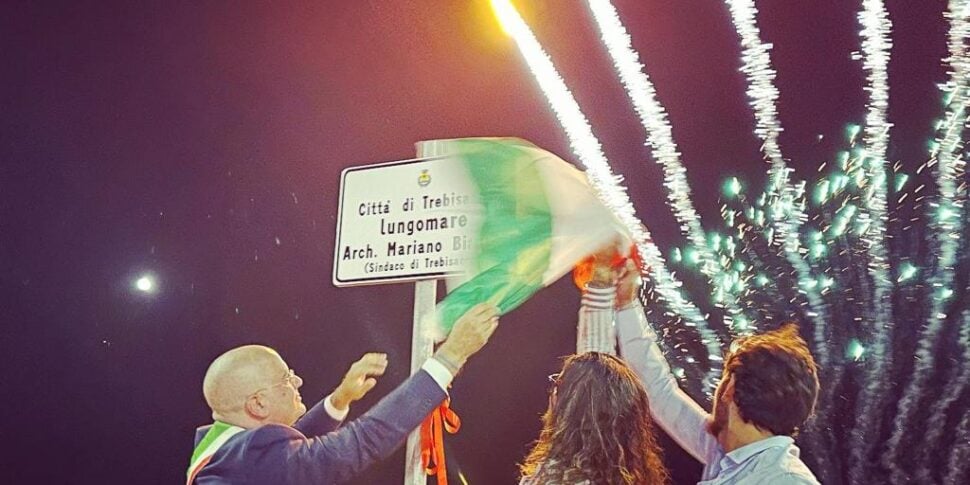 Città di Trebisa
lungomare
Arch. Mariano Bi
(Sindaco di Trebisa